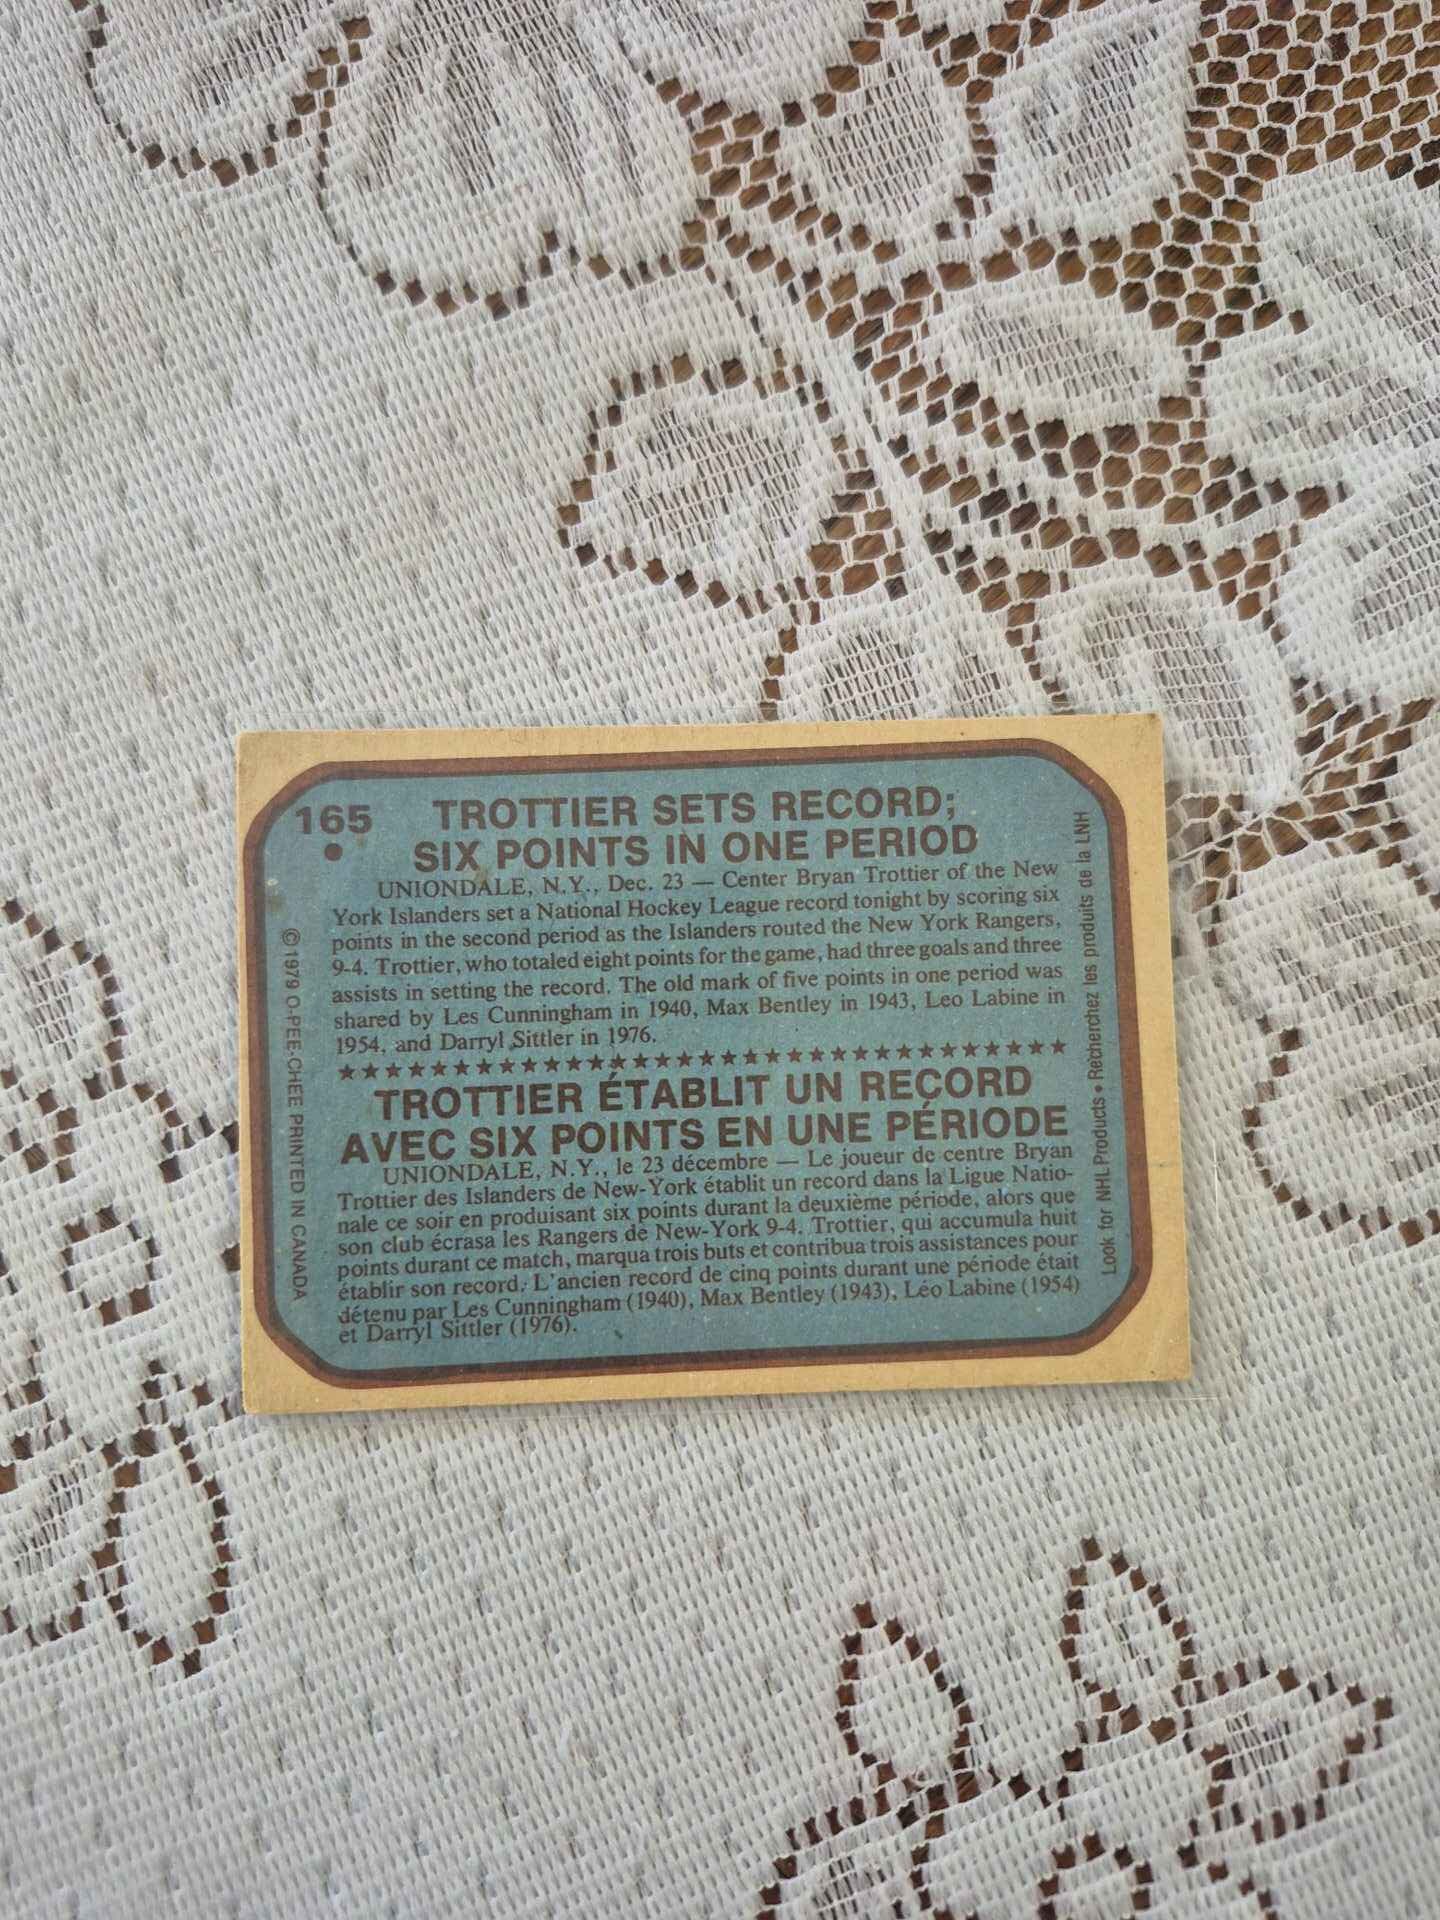 165
TROTTIER SETS RECORD;
SIX POINTS IN ONE PERIOD
UNIONDALE, N.Y., Dec. 23 — Center Bryan Trottier of the New
York Islanders set a National Hockey League record tonight by scoring six
points in the second period as the Islanders routed the New York Rangers,
9-4. Trottier, who totaled eight points for the game, had three goals and three
assists in setting the record. The old mark of five points in one period was
shared by Les Cunningham in 1940, Max Bentley in 1943, Leo Labine in
1954, and Darryl Sittler in 1976.
TROTTIER ÉTABLIT UN RECORD
AVEC SIX POINTS EN UNE PÉRIODE
UNIONDALE, N.Y., le 23 décembre — Le joueur de centre Bryan
Trottier des Islanders de New-York établit un record dans la Ligue Natio-
nale ce soir en produisant six points durant la deuxième période, alors que
son club écrasa les Rangers de New-York 9-4. Trottier, qui accumula huit
points durant ce match, marqua trois buts et contribua trois assistances pour
établir son record. L'ancien record de cinq points durant une période était
détenu par Les Cunningham (1940), Max Bentley (1943), Léo Labine (1954)
et Darryl Sittler (1976).
© 1979 O-PEE-CHEE PRINTED IN CANADA
Look for NHL Products • Recherchez les produits de la LNH